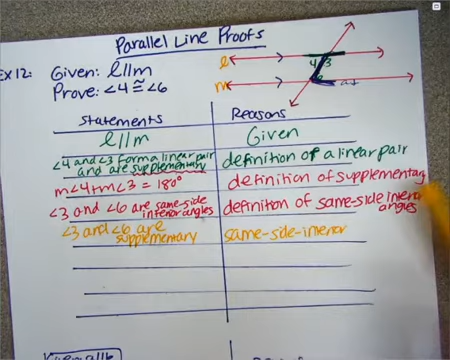 Parallel Line Proofs
Ex 12: Given: l||m
Prove: ∠4 ≅ ∠6
l
m
4 3
Statements Reasons
l||m Given
∠4 and ∠3 form a linear pair and are supplementary definition of a linear pair
m∠4+m∠3 = 180° definition of supplementary
∠3 and ∠6 are same-side interior angles definition of same-side interior angles
∠3 and ∠6 are supplementary same-side-interior